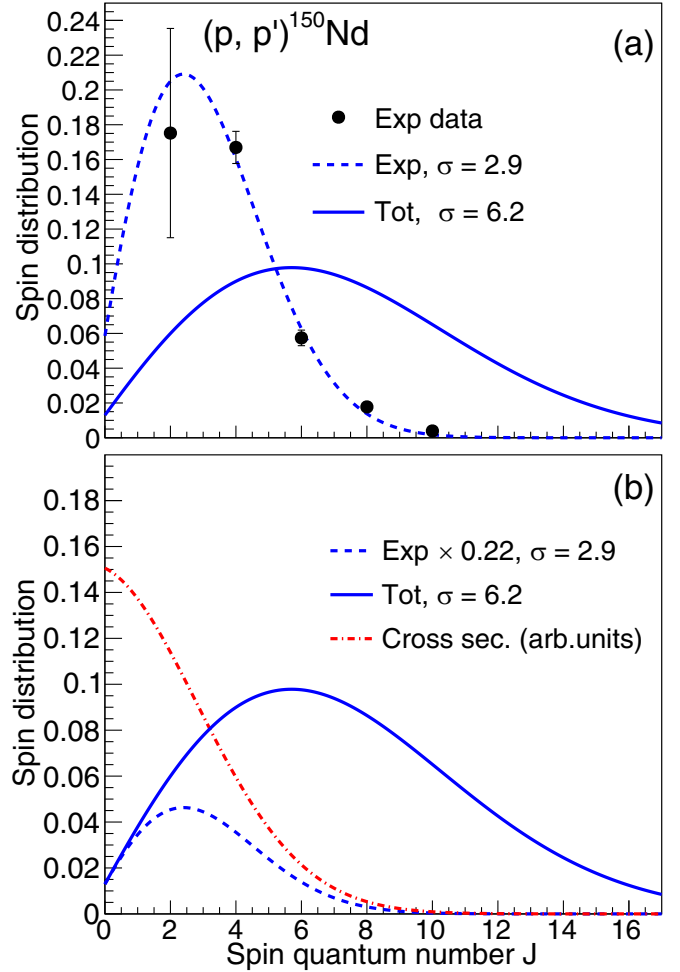 (p, p')¹⁵⁰Nd
(a)
Exp data
Exp, σ = 2.9
Tot, σ = 6.2
Spin distribution
0.24
0.22
0.2
0.18
0.16
0.14
0.12
0.1
0.08
0.06
0.04
0.02
0
(b)
Exp × 0.22, σ = 2.9
Tot, σ = 6.2
Cross sec. (arb.units)
Spin distribution
0.18
0.16
0.14
0.12
0.1
0.08
0.06
0.04
0.02
0
0 2 4 6 8 10 12 14 16
Spin quantum number J